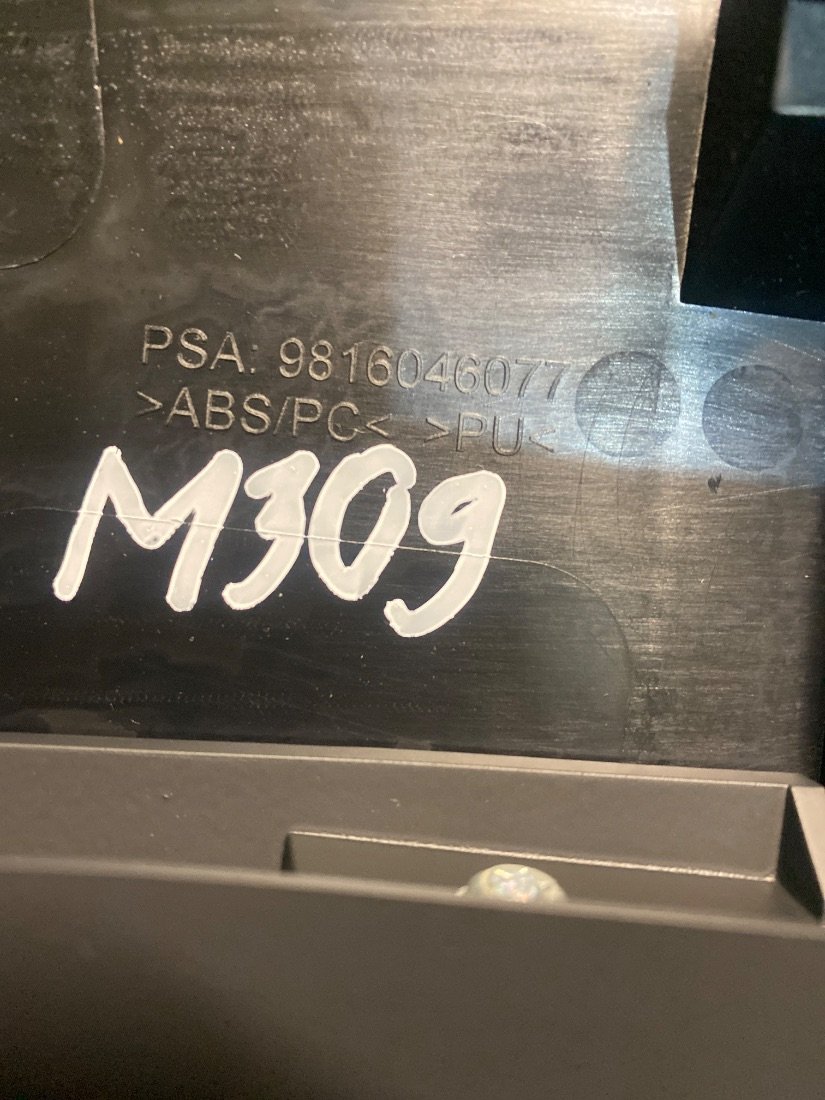 PSA: 9816046077
>ABS/PC< >PU<
M309